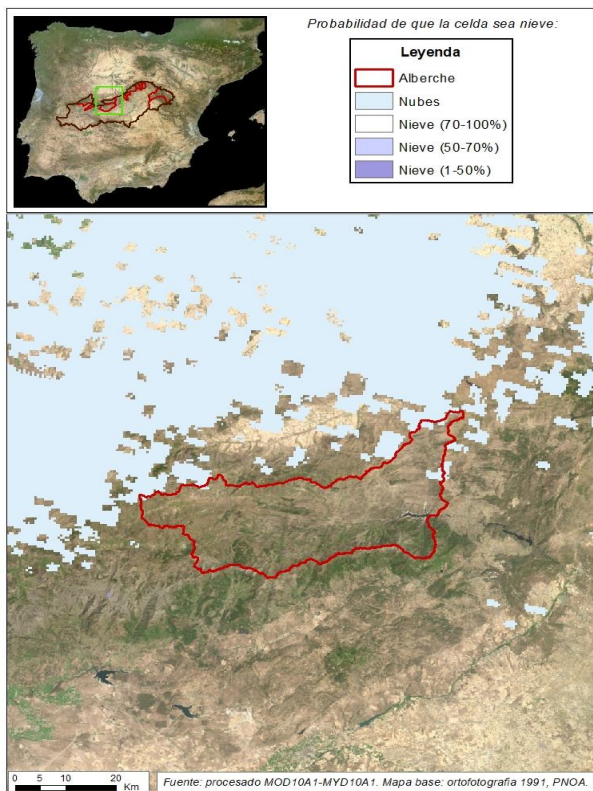 Probabilidad de que la celda sea nieve:
Leyenda
Alberche
Nubes
Nieve (70-100%)
Nieve (50-70%)
Nieve (1-50%)
0 5 10 20
Km
Fuente: procesado MOD10A1-MYD10A1. Mapa base: ortofotografia 1991, PNOA.